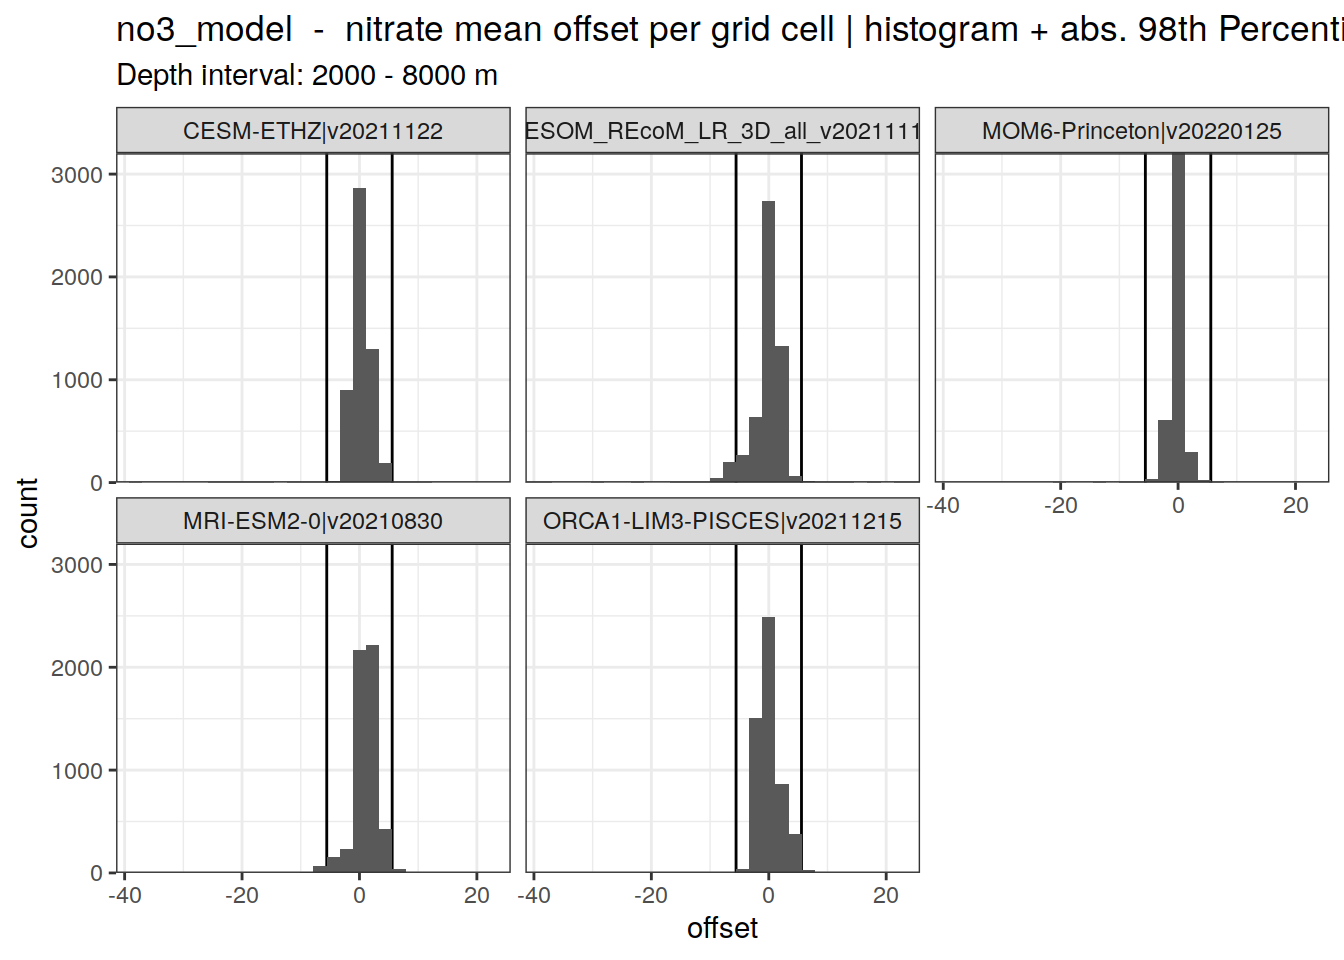 no3_model - nitrate mean offset per grid cell | histogram + abs. 98th Percenti
Depth interval: 2000 - 8000 m
CESM-ETHZ|v20211122
ESOM_REcoM_LR_3D_all_v2021111
MOM6-Princeton|v20220125
3000
2000
1000
0
-40 -20 0 20
MRI-ESM2-0|v20210830
ORCA1-LIM3-PISCES|v20211215
3000
2000
1000
0
-40 -20 0 20
-40 -20 0 20
count
offset